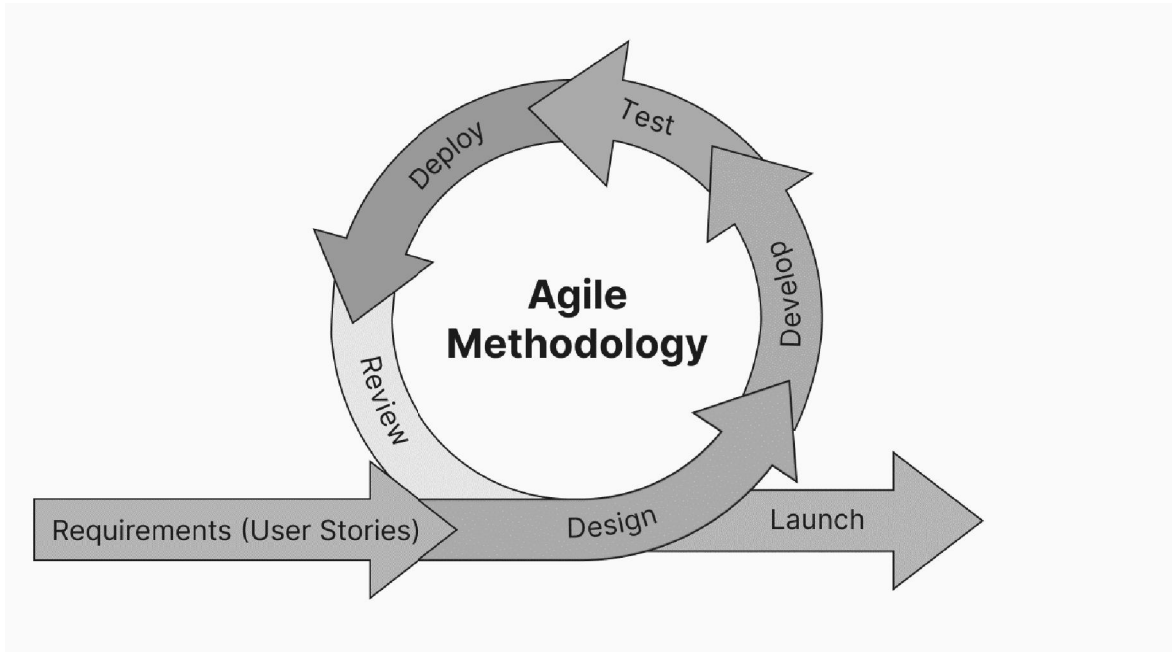 Test
Deploy
Develop
Agile
Methodology
Review
Requirements (User Stories)
Design
Launch